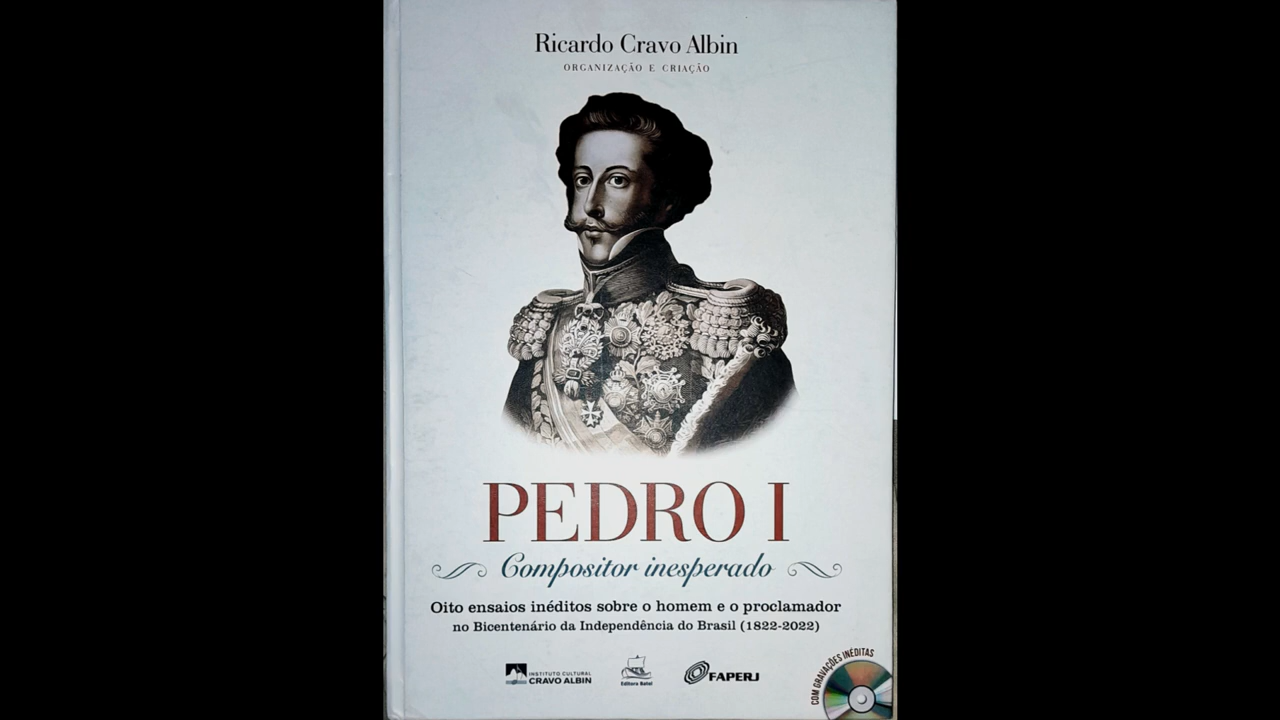 Ricardo Cravo Albin
ORGANIZAÇÃO E CRIAÇÃO
PEDRO I
Compositor inesperado
Oito ensaios inéditos sobre o homem e o proclamador
no Bicentenário da Independência do Brasil (1822-2022)
INSTITUTO CULTURAL
CRAVO ALBIN
Editora Batel
FAPERJ
COM GRAVAÇÕES INÉDITAS